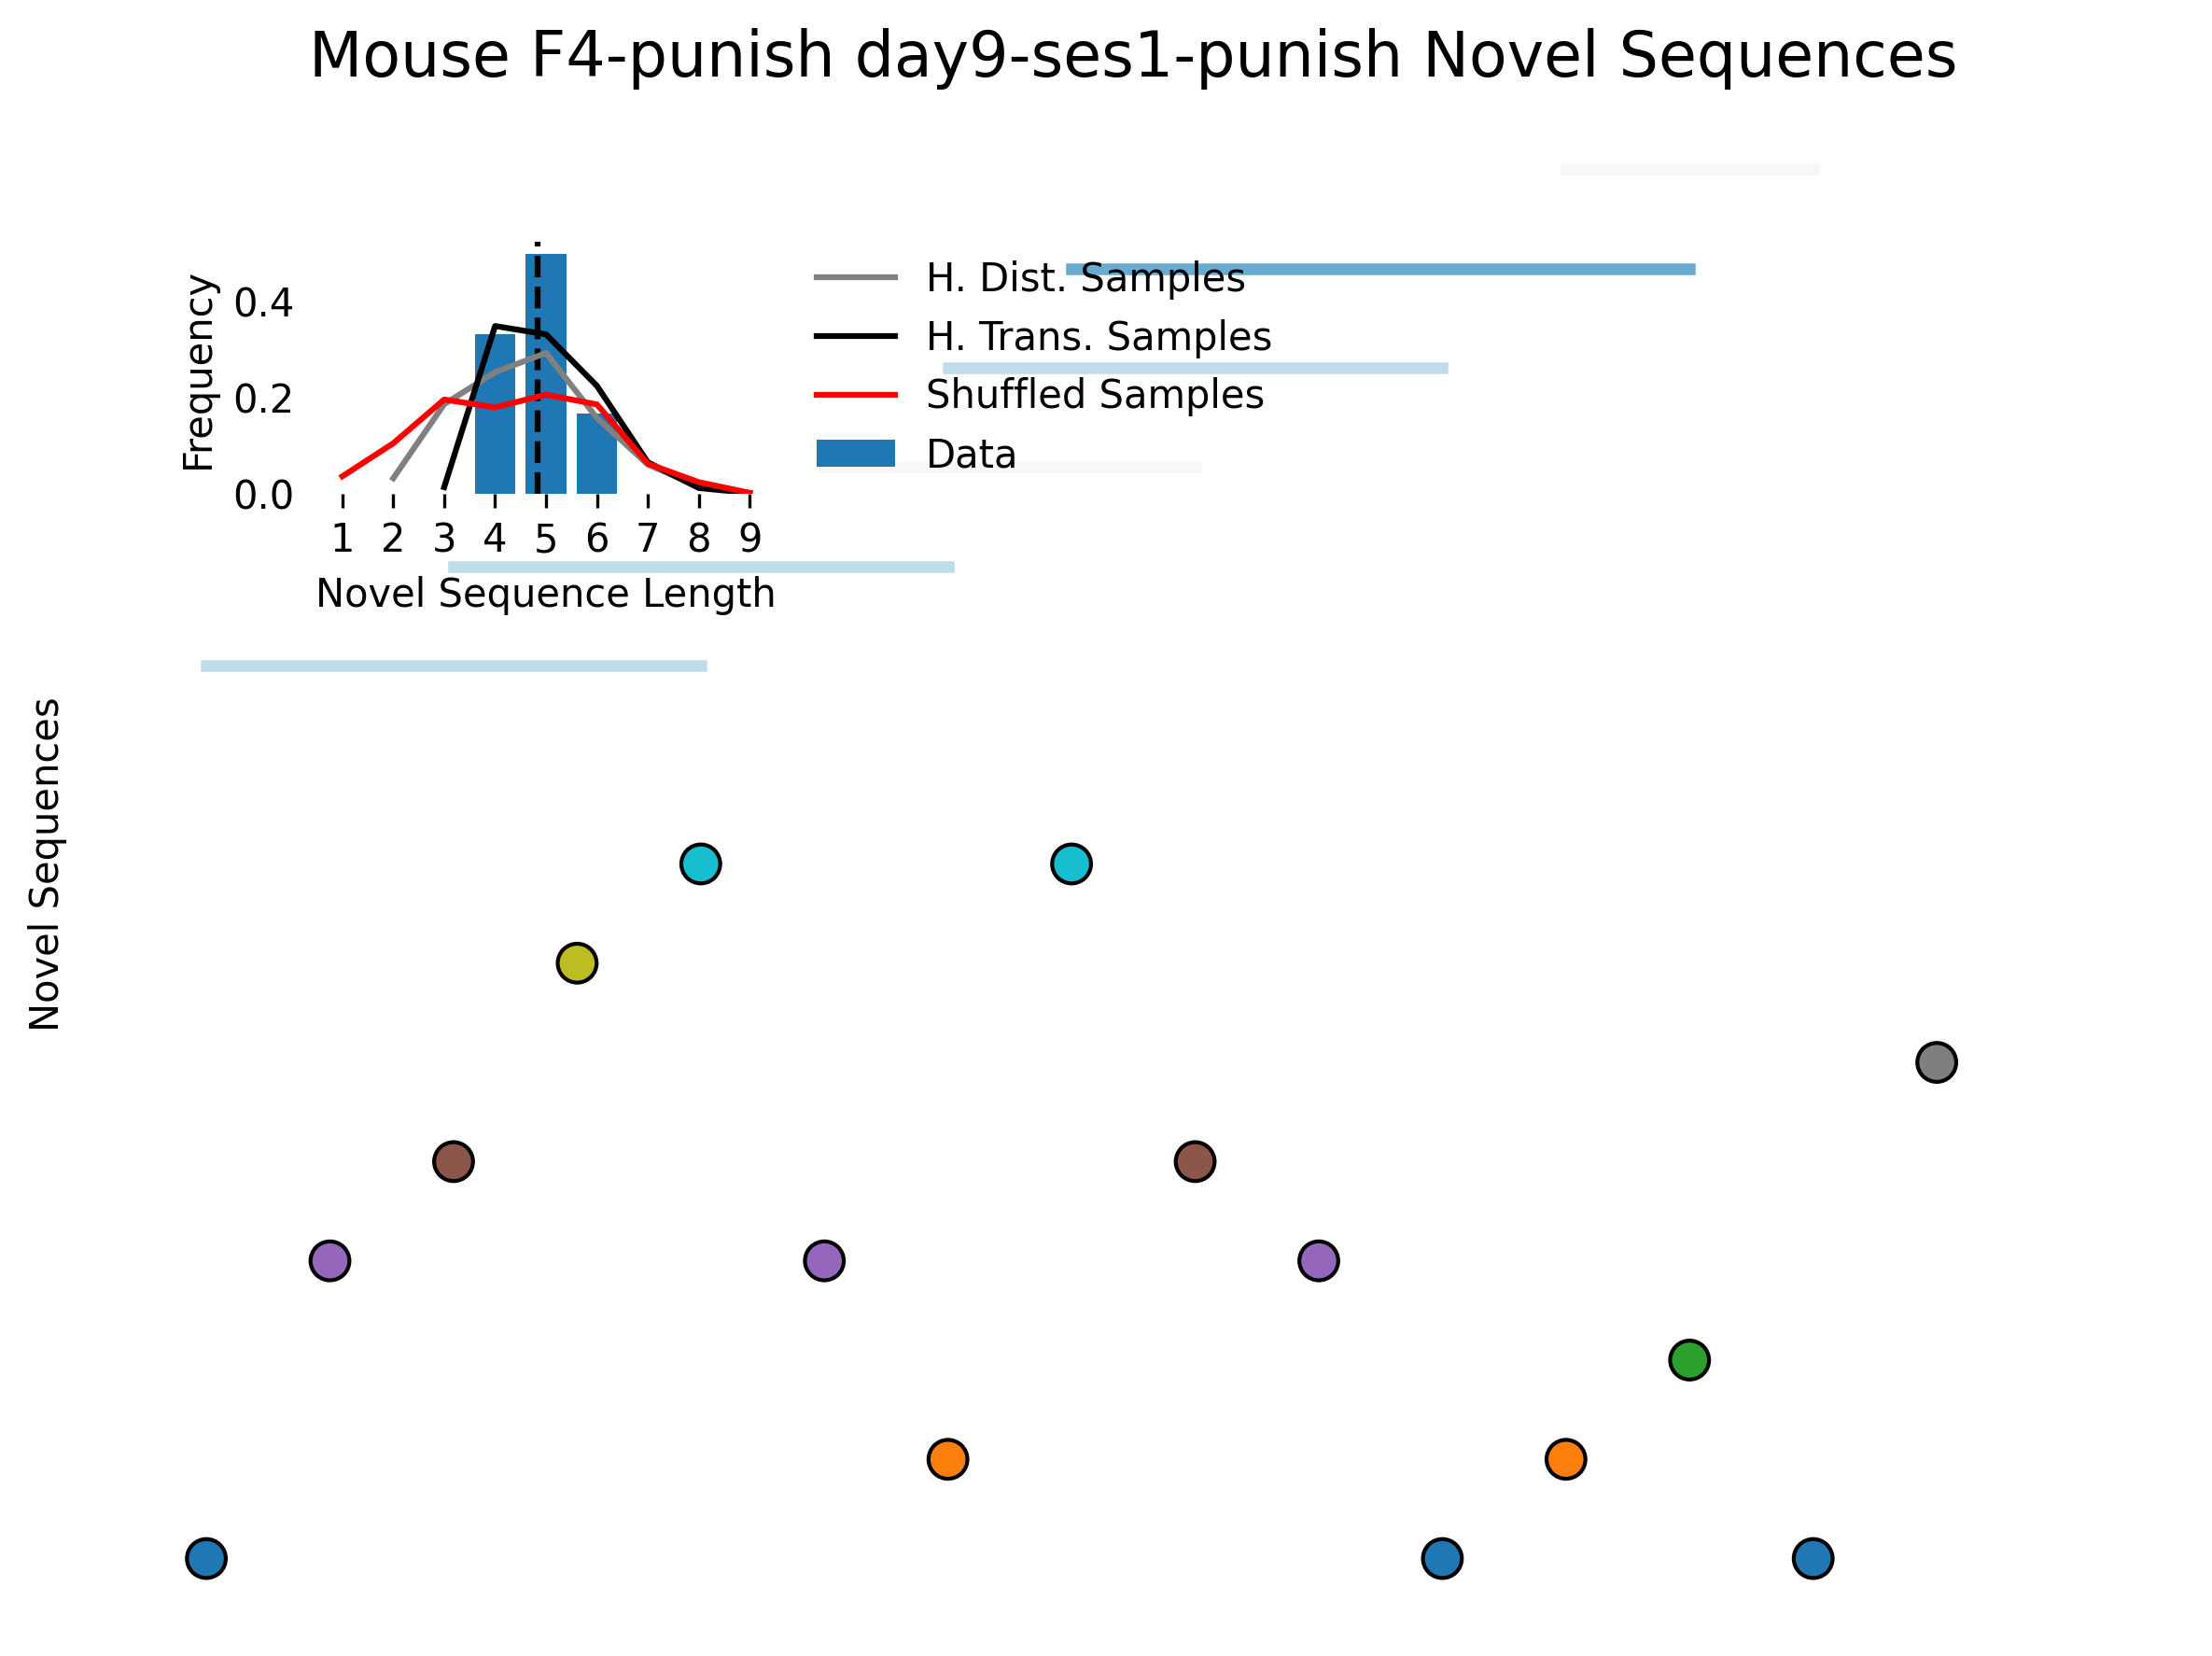 Mouse F4-punish day9-ses1-punish Novel Sequences
Frequency
0.4
0.2
0.0
1 2 3 4 5 6 7 8 9
Novel Sequence Length
H. Dist. Samples
H. Trans. Samples
Shuffled Samples
Data
Novel Sequences